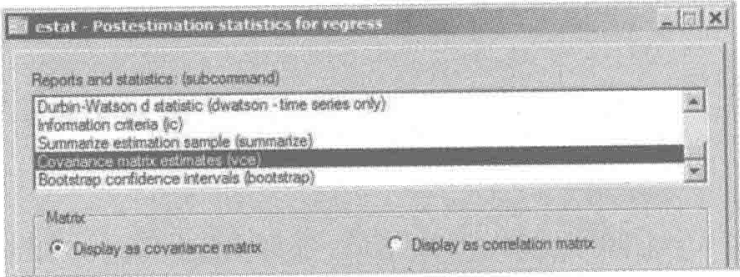 estat - Postestimation statistics for regress
Reports and statistics: (subcommand)
Durbin-Watson d statistic (dwatson - time series only)
Information criteria (ic)
Summarize estimation sample (summarize)
Covariance matrix estimates (vce)
Bootstrap confidence intervals (bootstrap)
Matrix
Display as covariance matrix
Display as correlation matrix